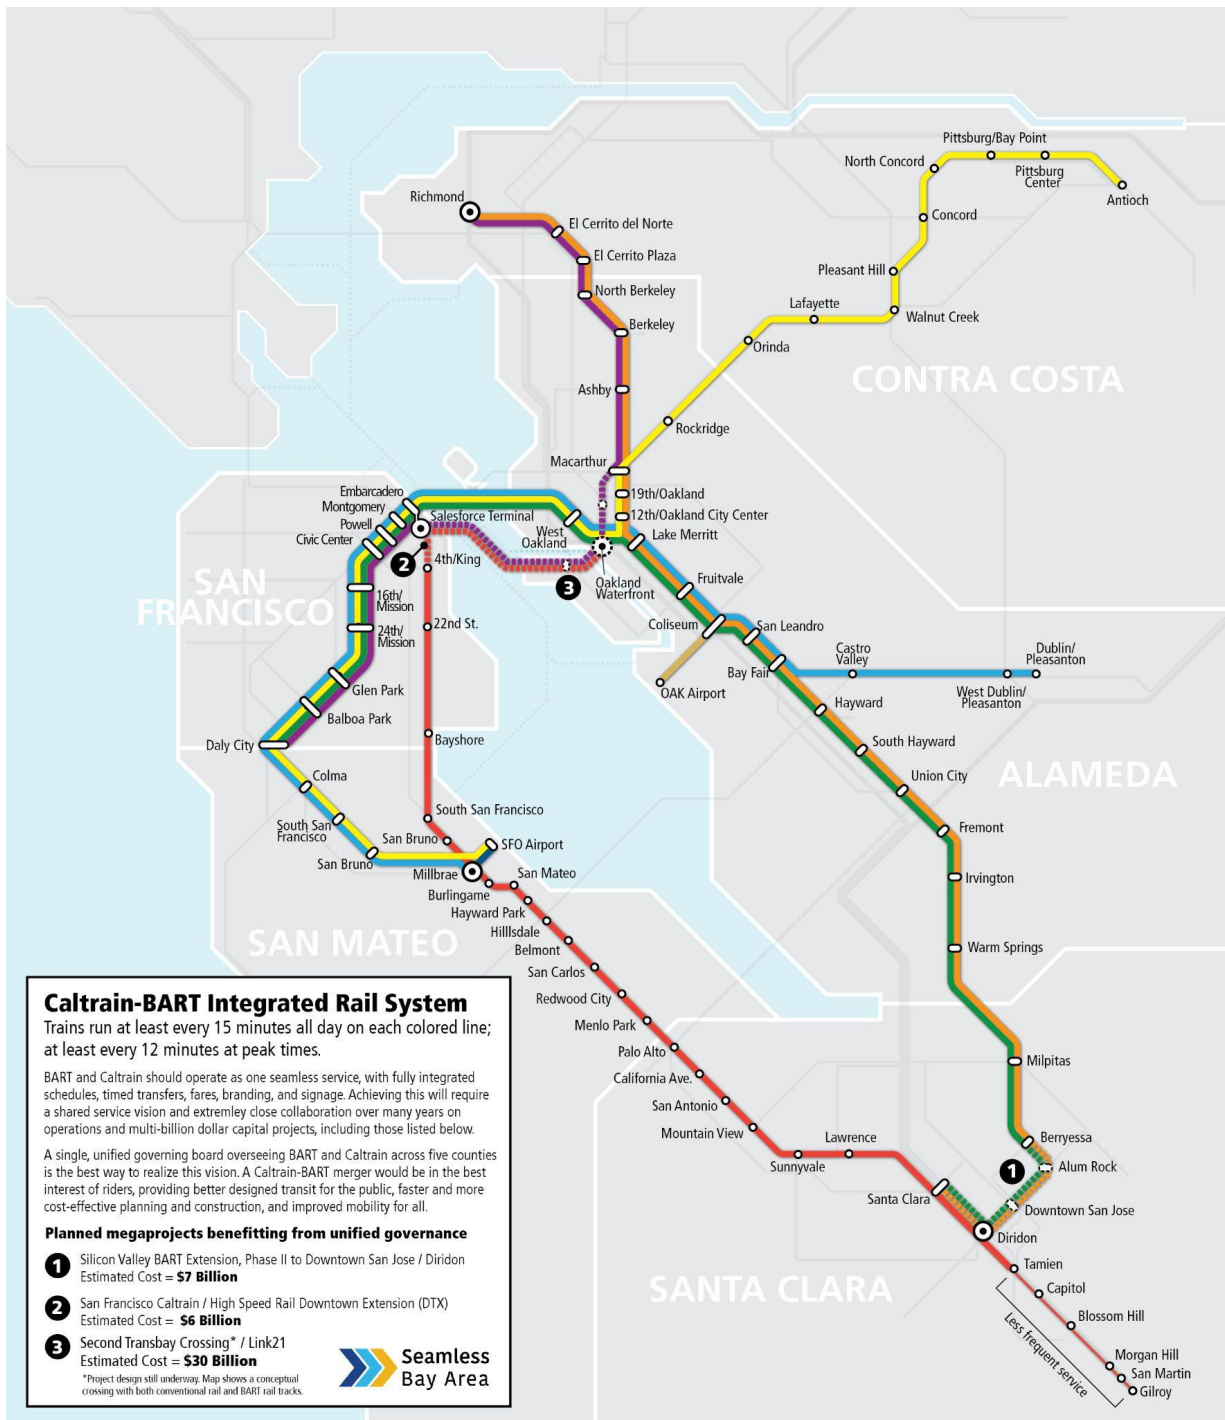 Pittsburg/Bay Point
North Concord
Pittsburg
Center
Antioch
Richmond
Concord
El Cerrito del Norte
El Cerrito Plaza
Pleasant Hill
North Berkeley
Lafayette
Walnut Creek
Berkeley
Orinda
CONTRA COSTA
Ashby
Rockridge
Macarthur
Embarcadero
19th/Oakland
Montgomery
Salesforce Terminal
12th/Oakland City Center
Powell
West
Oakland
Lake Merritt
Civic Center
2
4th/King
3
Oakland
Waterfront
Fruitvale
SAN
FRANCISCO
16th/
Mission
22nd St.
24th/
Mission
Coliseum
San Leandro
Castro
Valley
Dublin/
Pleasanton
Bay Fair
Glen Park
OAK Airport
West Dublin/
Pleasanton
Hayward
Balboa Park
Daly City
Bayshore
South Hayward
Colma
Union City
ALAMEDA
South San Francisco
South San
Francisco
San Bruno
SFO Airport
Fremont
San Bruno
Millbrae
San Mateo
Irvington
Burlingame
Hayward Park
Hilllsdale
SAN MATEO
Belmont
Warm Springs
San Carlos
Redwood City
Menlo Park
Palo Alto
Milpitas
California Ave.
San Antonio
Mountain View
Lawrence
Berryessa
Sunnyvale
1
Alum Rock
Santa Clara
Downtown San Jose
Diridon
Tamien
SANTA CLARA
Capitol
Blossom Hill
Less frequent service
Morgan Hill
San Martin
Gilroy
Caltrain-BART Integrated Rail System
Trains run at least every 15 minutes all day on each colored line;
at least every 12 minutes at peak times.
BART and Caltrain should operate as one seamless service, with fully integrated
schedules, timed transfers, fares, branding, and signage. Achieving this will require
a shared service vision and extremley close collaboration over many years on
operations and multi-billion dollar capital projects, including those listed below.
A single, unified governing board overseeing BART and Caltrain across five counties
is the best way to realize this vision. A Caltrain-BART merger would be in the best
interest of riders, providing better designed transit for the public, faster and more
cost-effective planning and construction, and improved mobility for all.
Planned megaprojects benefitting from unified governance
1 Silicon Valley BART Extension, Phase II to Downtown San Jose / Diridon
Estimated Cost = $7 Billion
2 San Francisco Caltrain / High Speed Rail Downtown Extension (DTX)
Estimated Cost = $6 Billion
3 Second Transbay Crossing* / Link21
Estimated Cost = $30 Billion
*Project design still underway. Map shows a conceptual
crossing with both conventional rail and BART rail tracks.
Seamless
Bay Area